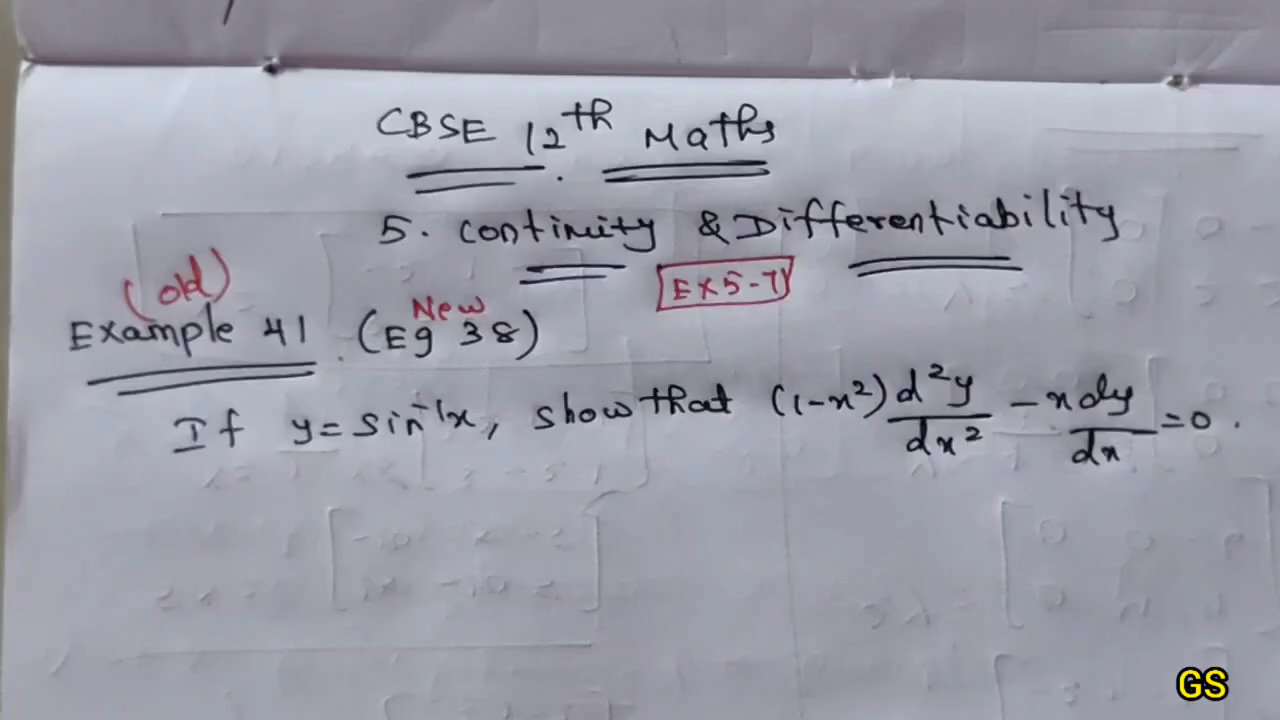 CBSE 12th Maths
5. Continuity & Differentiability
EX 5-7
(old)
New
Example 41. (Eg 38)
If y = sin⁻¹x, show that (1-x²) d²y/dx² - x dy/dx = 0.
GS